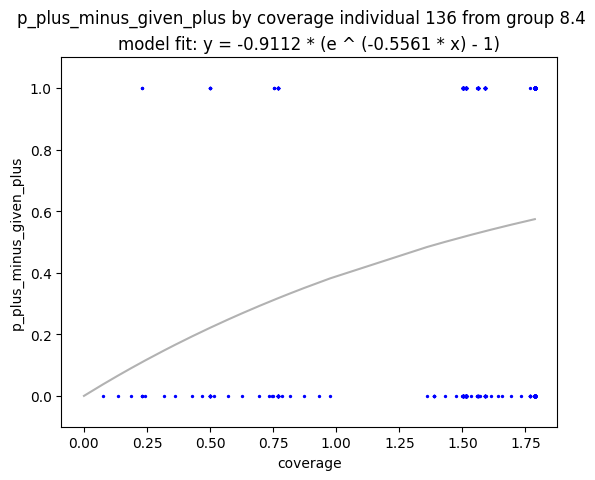 p_plus_minus_given_plus by coverage individual 136 from group 8.4
model fit: y = -0.9112 * (e ^ (-0.5561 * x) - 1)
1.0
0.8
0.6
0.4
0.2
0.0
p_plus_minus_given_plus
0.00 0.25 0.50 0.75 1.00 1.25 1.50 1.75
coverage